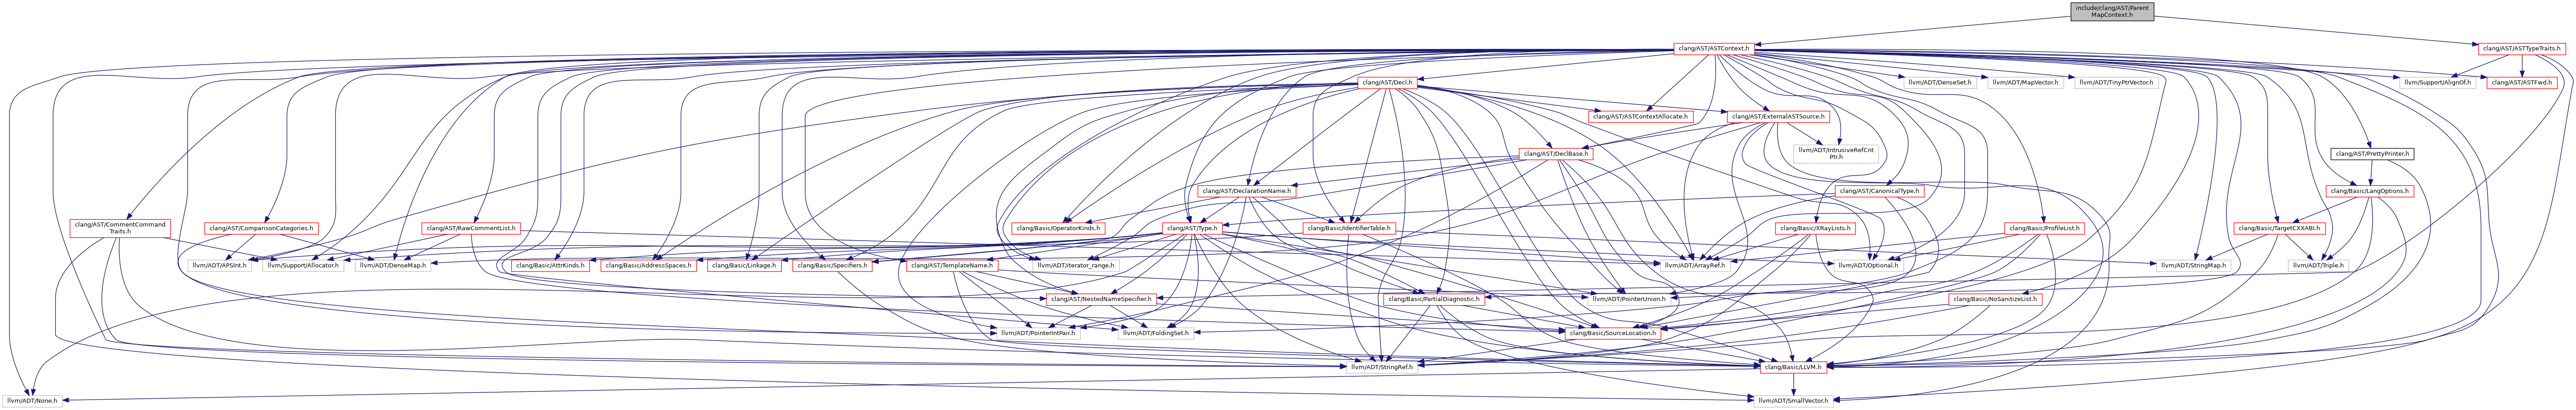 include/clang/AST/Parent
MapContext.h
clang/AST/ASTContext.h
clang/AST/ASTTypeTraits.h
clang/AST/Decl.h
llvm/ADT/DenseSet.h
llvm/ADT/MapVector.h
llvm/ADT/TinyPtrVector.h
llvm/Support/AlignOf.h
clang/AST/ASTFwd.h
clang/AST/ASTContextAllocate.h
clang/AST/ExternalASTSource.h
clang/AST/DeclBase.h
llvm/ADT/IntrusiveRefCnt
Ptr.h
clang/AST/PrettyPrinter.h
clang/AST/DeclarationName.h
clang/AST/CanonicalType.h
clang/Basic/LangOptions.h
clang/AST/CommentCommand
Traits.h
clang/AST/ComparisonCategories.h
clang/AST/RawCommentList.h
clang/Basic/OperatorKinds.h
clang/AST/Type.h
clang/Basic/IdentifierTable.h
clang/Basic/XRayLists.h
clang/Basic/ProfileList.h
clang/Basic/TargetCXXABI.h
llvm/ADT/APSInt.h
llvm/Support/Allocator.h
llvm/ADT/DenseMap.h
clang/Basic/AttrKinds.h
clang/Basic/AddressSpaces.h
clang/Basic/Linkage.h
clang/Basic/Specifiers.h
clang/AST/TemplateName.h
llvm/ADT/iterator_range.h
llvm/ADT/ArrayRef.h
llvm/ADT/Optional.h
llvm/ADT/StringMap.h
llvm/ADT/Triple.h
clang/AST/NestedNameSpecifier.h
clang/Basic/PartialDiagnostic.h
llvm/ADT/PointerUnion.h
clang/Basic/NoSanitizeList.h
llvm/ADT/PointerIntPair.h
llvm/ADT/FoldingSet.h
clang/Basic/SourceLocation.h
llvm/ADT/StringRef.h
clang/Basic/LLVM.h
llvm/ADT/None.h
llvm/ADT/SmallVector.h